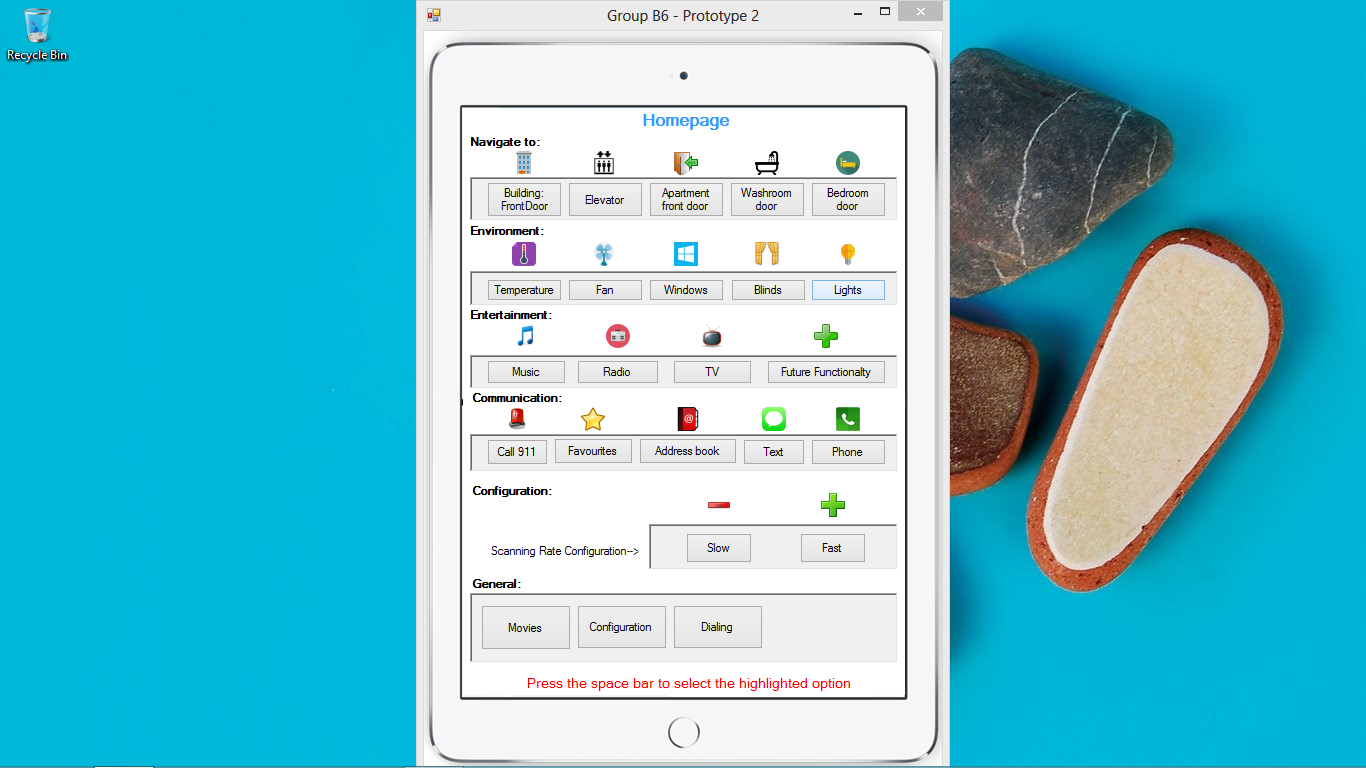 Group B6 - Prototype 2
Recycle Bin
Homepage
Navigate to:
Building: FrontDoor
Elevator
Apartment front door
Washroom door
Bedroom door
Environment:
Temperature
Fan
Windows
Blinds
Lights
Entertainment:
Music
Radio
TV
Future Functionalty
Communication:
Call 911
Favourites
Address book
Text
Phone
Configuration:
Scanning Rate Configuration-->
Slow
Fast
General:
Movies
Configuration
Dialing
Press the space bar to select the highlighted option